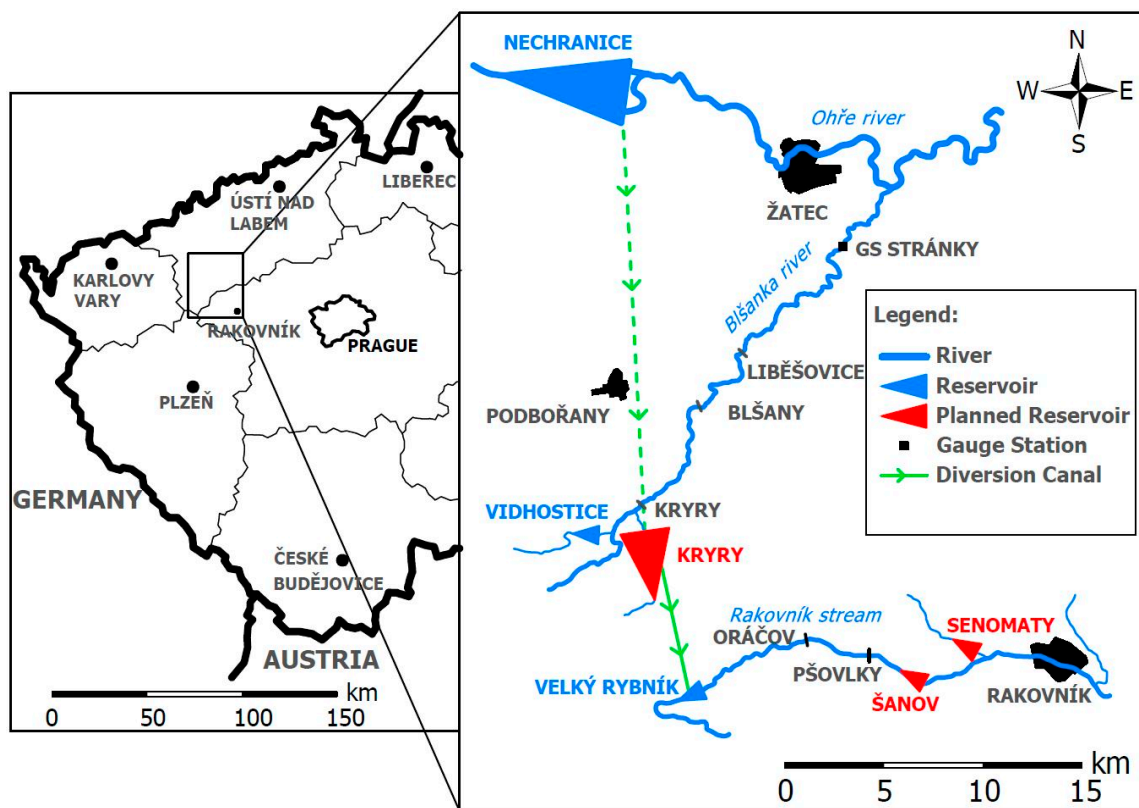 LIBEREC
ÚSTÍ NAD
LABEM
KARLOVY
VARY
RAKOVNÍK
PRAGUE
PLZEŇ
GERMANY
ČESKÉ
BUDĚJOVICE
AUSTRIA
km
0 50 100 150
NECHRANICE
N
W E
S
Ohře river
ŽATEC
GS STRÁNKY
Blšanka river
LIBĚŠOVICE
BLŠANY
PODBOŘANY
KRYRY
VIDHOSTICE
KRYRY
Rakovník stream
ORÁČOV
PŠOVLKY
SENOMATY
VELKÝ RYBNÍK
ŠANOV
RAKOVNÍK
Legend:
River
Reservoir
Planned Reservoir
Gauge Station
Diversion Canal
km
0 5 10 15